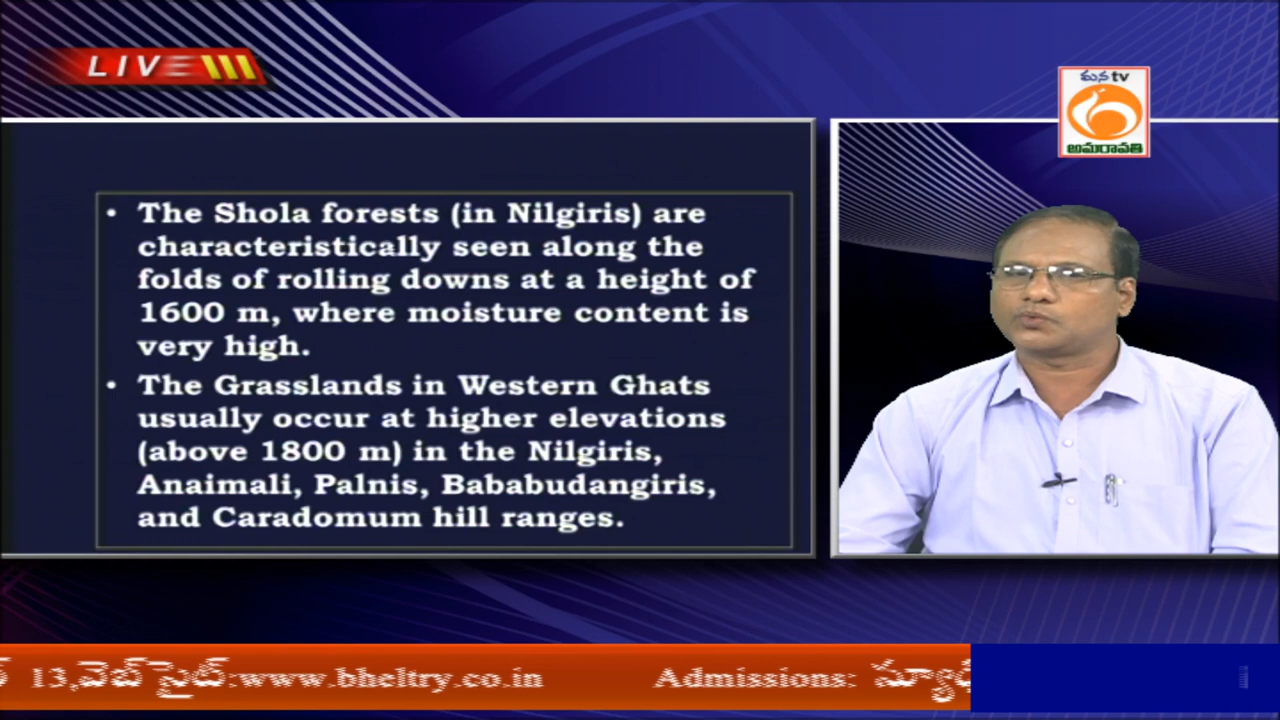 LIVE
మన tv
అమరావతి
• The Shola forests (in Nilgiris) are
characteristically seen along the
folds of rolling downs at a height of
1600 m, where moisture content is
very high.
• The Grasslands in Western Ghats
usually occur at higher elevations
(above 1800 m) in the Nilgiris,
Anaimali, Palnis, Bababudangiris,
and Caradomum hill ranges.
13,వెబ్ సైట్:www.bheltry.co.in Admissions: